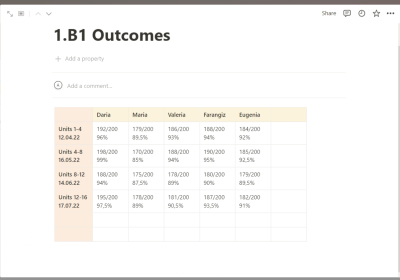 Share
1.B1 Outcomes
Add a property
Add a comment...
Daria Maria Valeria Farangiz Eugenia
Units 1-4 192/200 179/200 186/200 188/200 184/200
12.04.22 96% 89,5% 93% 94% 92%
Units 4-8 198/200 170/200 188/200 190/200 185/200
16.05.22 99% 85% 94% 95% 92,5%
Units 8-12 188/200 175/200 178/200 180/200 179/200
14.06.22 94% 87,5% 89% 90% 89,5%
Units 12-16 195/200 178/200 181/200 187/200 182/200
17.07.22 97,5% 89% 90,5% 93,5% 91%